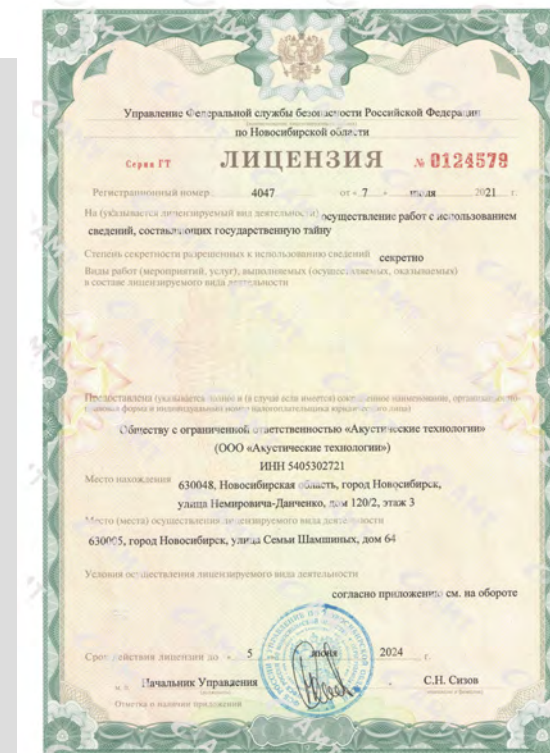 Управление Федеральной службы безопасности Российской Федерации
по Новосибирской области
Серия ГТ
ЛИЦЕНЗИЯ
№ 0124579
Регистрационный номер 4047 от « 7 » 2021 г.
На (указывается лицензируемый вид деятельности) осуществление работ с использованием
сведений, составляющих государственную тайну
Степень секретности разрешенных к использованию сведений секретно
Виды работ (мероприятий, услуг), выполняемых (осуществляемых, оказываемых)
в составе лицензируемого вида деятельности
Предоставлена (указывается полное и (в случае если имеется) сокращенное наименование, организационно-
правовая форма и индивидуальный номер налогоплательщика юридического лица)
Обществу с ограниченной ответственностью «Акустические технологии»
(ООО «Акустические технологии»)
ИНН 5405302721
Место нахождения 630048, Новосибирская область, город Новосибирск,
улица Немировича-Данченко, дом 120/2, этаж 3
Место (места) осуществления лицензируемого вида деятельности
630005, город Новосибирск, улица Семьи Шамшиных, дом 64
Условия осуществления лицензируемого вида деятельности
согласно приложению см. на обороте
Срок действия лицензии до « 5 июня 2024 г.
м. п. Начальник Управления С.Н. Сизов
Отметка о наличии приложений